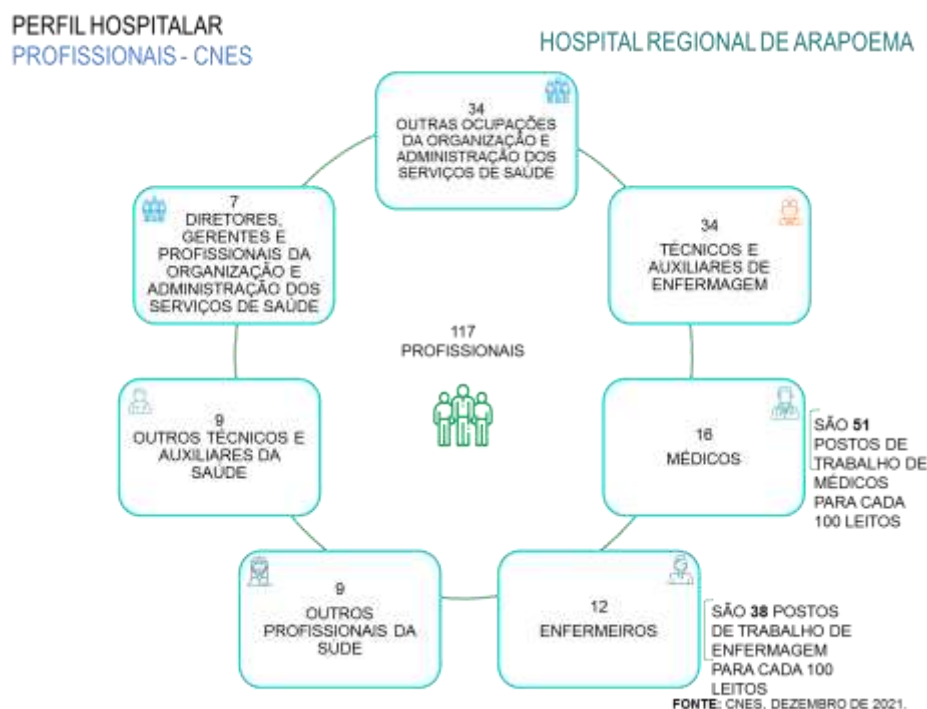 PERFIL HOSPITALAR
PROFISSIONAIS - CNES
HOSPITAL REGIONAL DE ARAPOEMA
34
OUTRAS OCUPAÇÕES
DA ORGANIZAÇÃO E
ADMINISTRAÇÃO DOS
SERVIÇOS DE SAÚDE
34
TÉCNICOS E
AUXILIARES DE
ENFERMAGEM
16
MÉDICOS
SÃO 51
POSTOS DE
TRABALHO DE
MÉDICOS
PARA CADA
100 LEITOS
12
ENFERMEIROS
SÃO 38 POSTOS
DE TRABALHO DE
ENFERMAGEM
PARA CADA 100
LEITOS
9
OUTROS
PROFISSIONAIS DA
SÚDE
9
OUTROS TÉCNICOS E
AUXILIARES DA
SAÚDE
7
DIRETORES,
GERENTES E
PROFISSIONAIS DA
ORGANIZAÇÃO E
ADMINISTRAÇÃO DOS
SERVIÇOS DE SAÚDE
117
PROFISSIONAIS
FONTE: CNES, DEZEMBRO DE 2021.